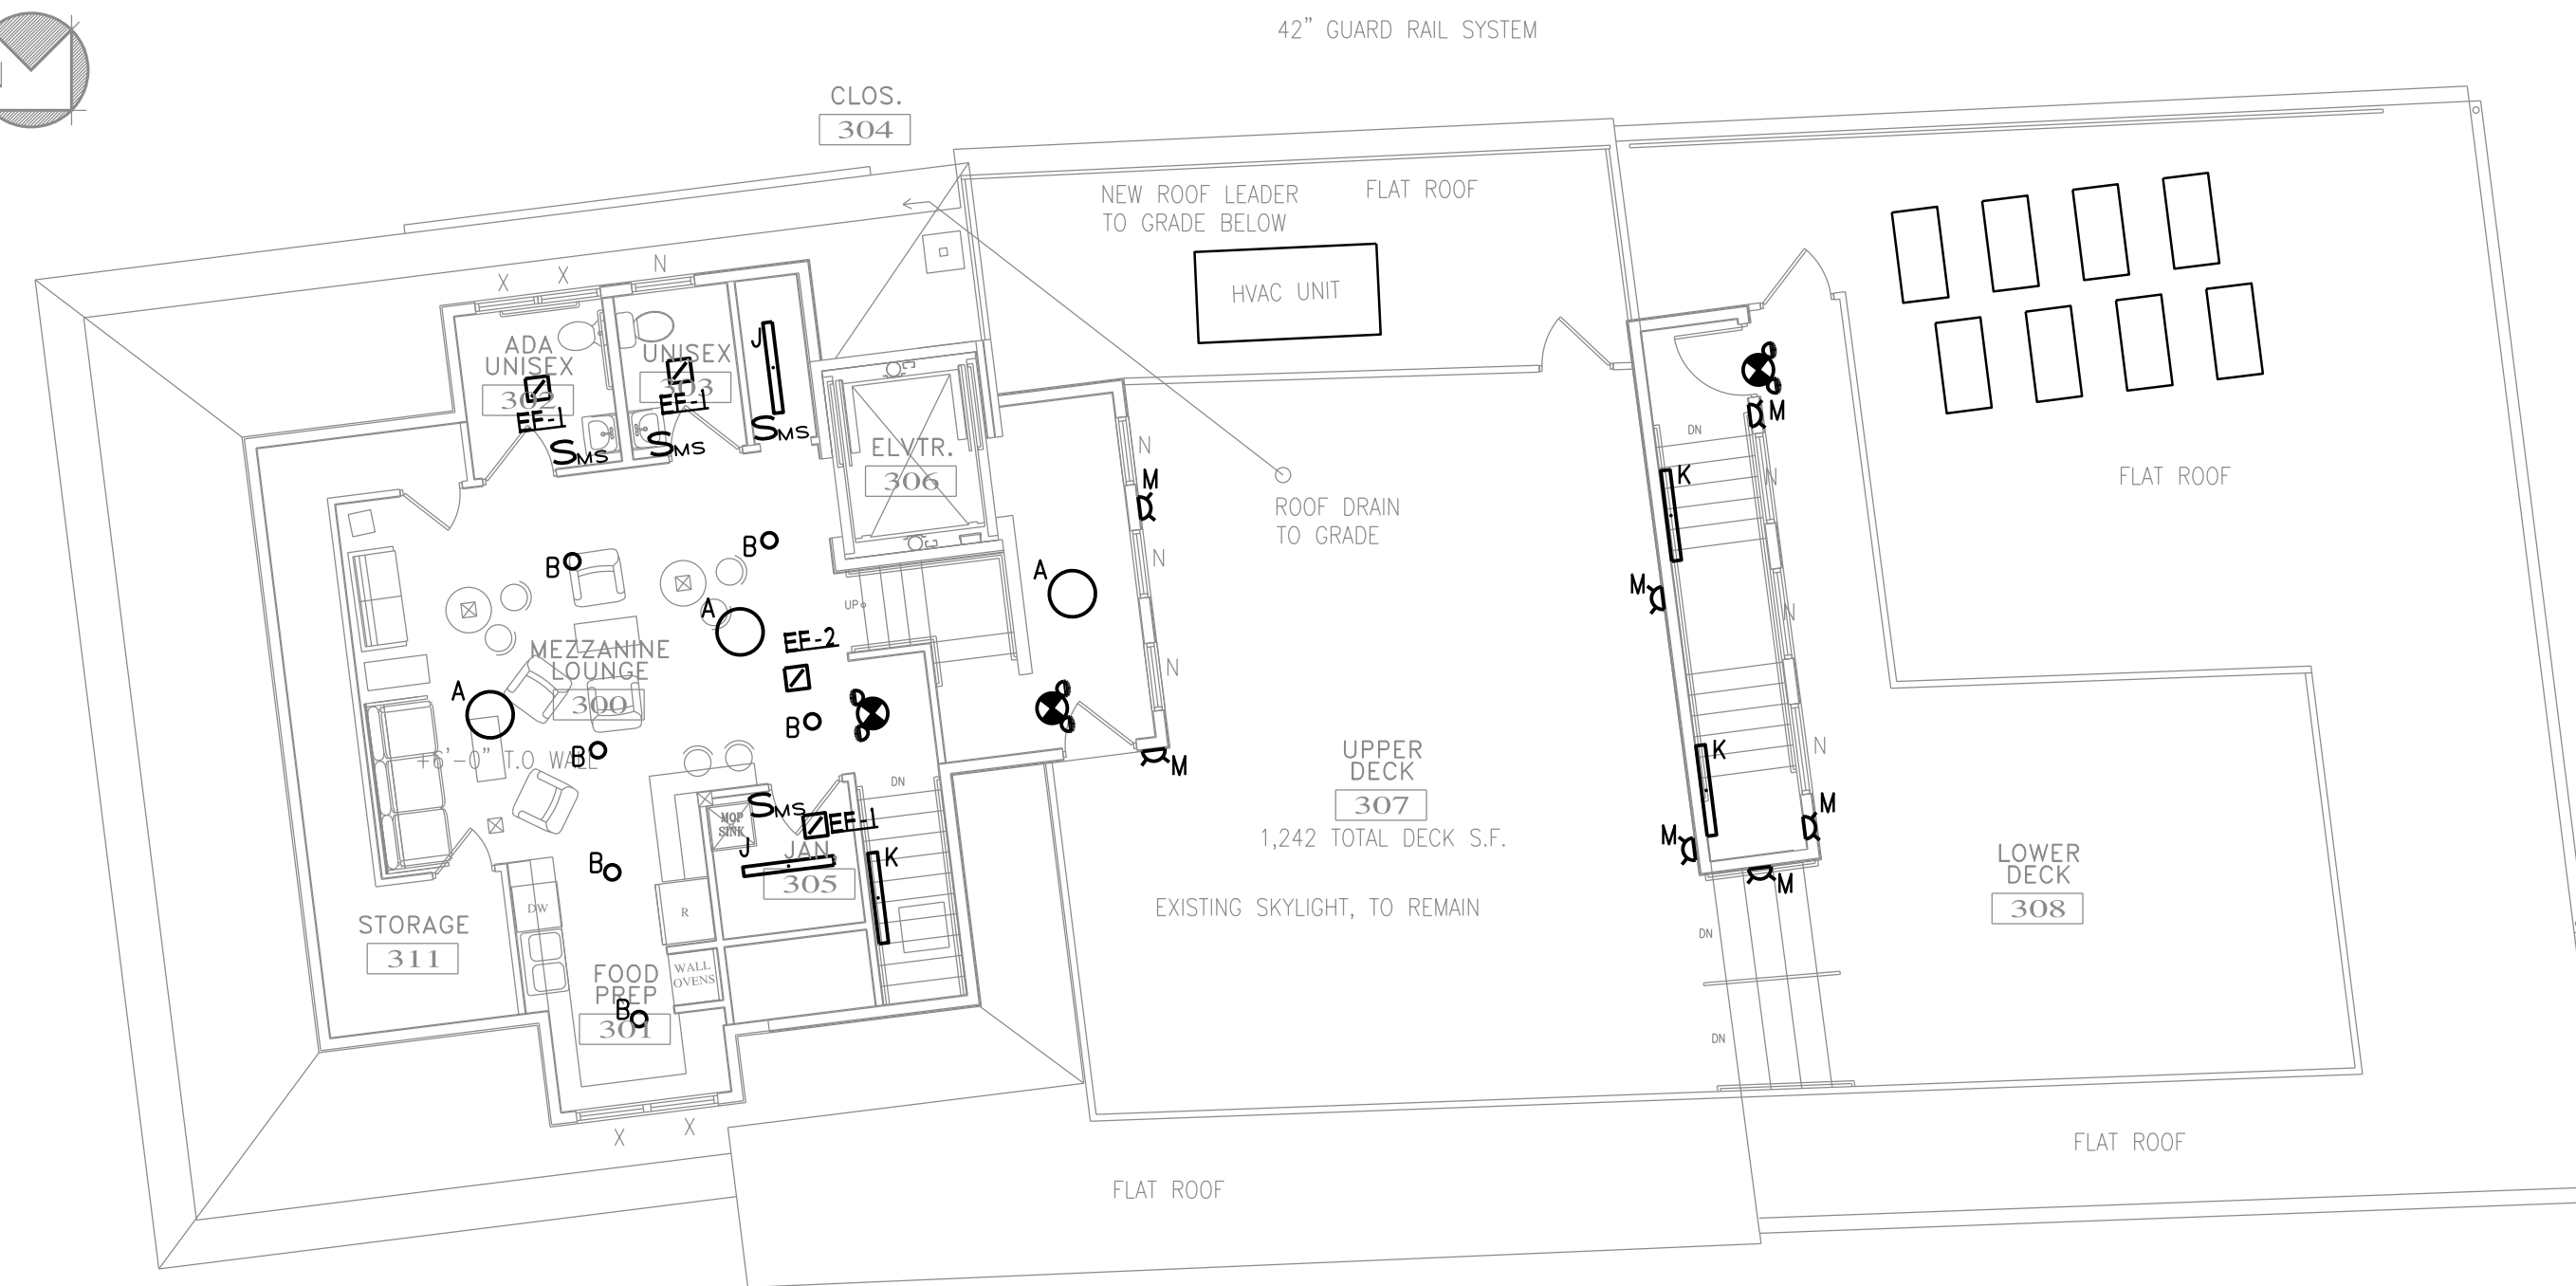 42" GUARD RAIL SYSTEM
N
CLOS.
304
NEW ROOF LEADER
TO GRADE BELOW
FLAT ROOF
HVAC UNIT
X
X
N
ADA
UNISEX
302
EF-1
SMS
UNISEX
303
EF-1
SMS
J
SMS
ELVTR.
306
N
M
N
N
M
ROOF DRAIN
TO GRADE
DN
M
N
K
N
M
N
K
M
M
M
FLAT ROOF
B
B
A
A
UP
EF-2
MEZZANINE
LOUNGE
300
A
B
B
+6'-0" T.O WALL
SMS
EF-1
DN
MOP
SINK
J
JAN.
305
K
B
UPPER
DECK
307
1,242 TOTAL DECK S.F.
EXISTING SKYLIGHT, TO REMAIN
LOWER
DECK
308
STORAGE
311
DW
R
WALL
OVENS
FOOD
PREP
B
301
DN
DN
X
X
FLAT ROOF
FLAT ROOF